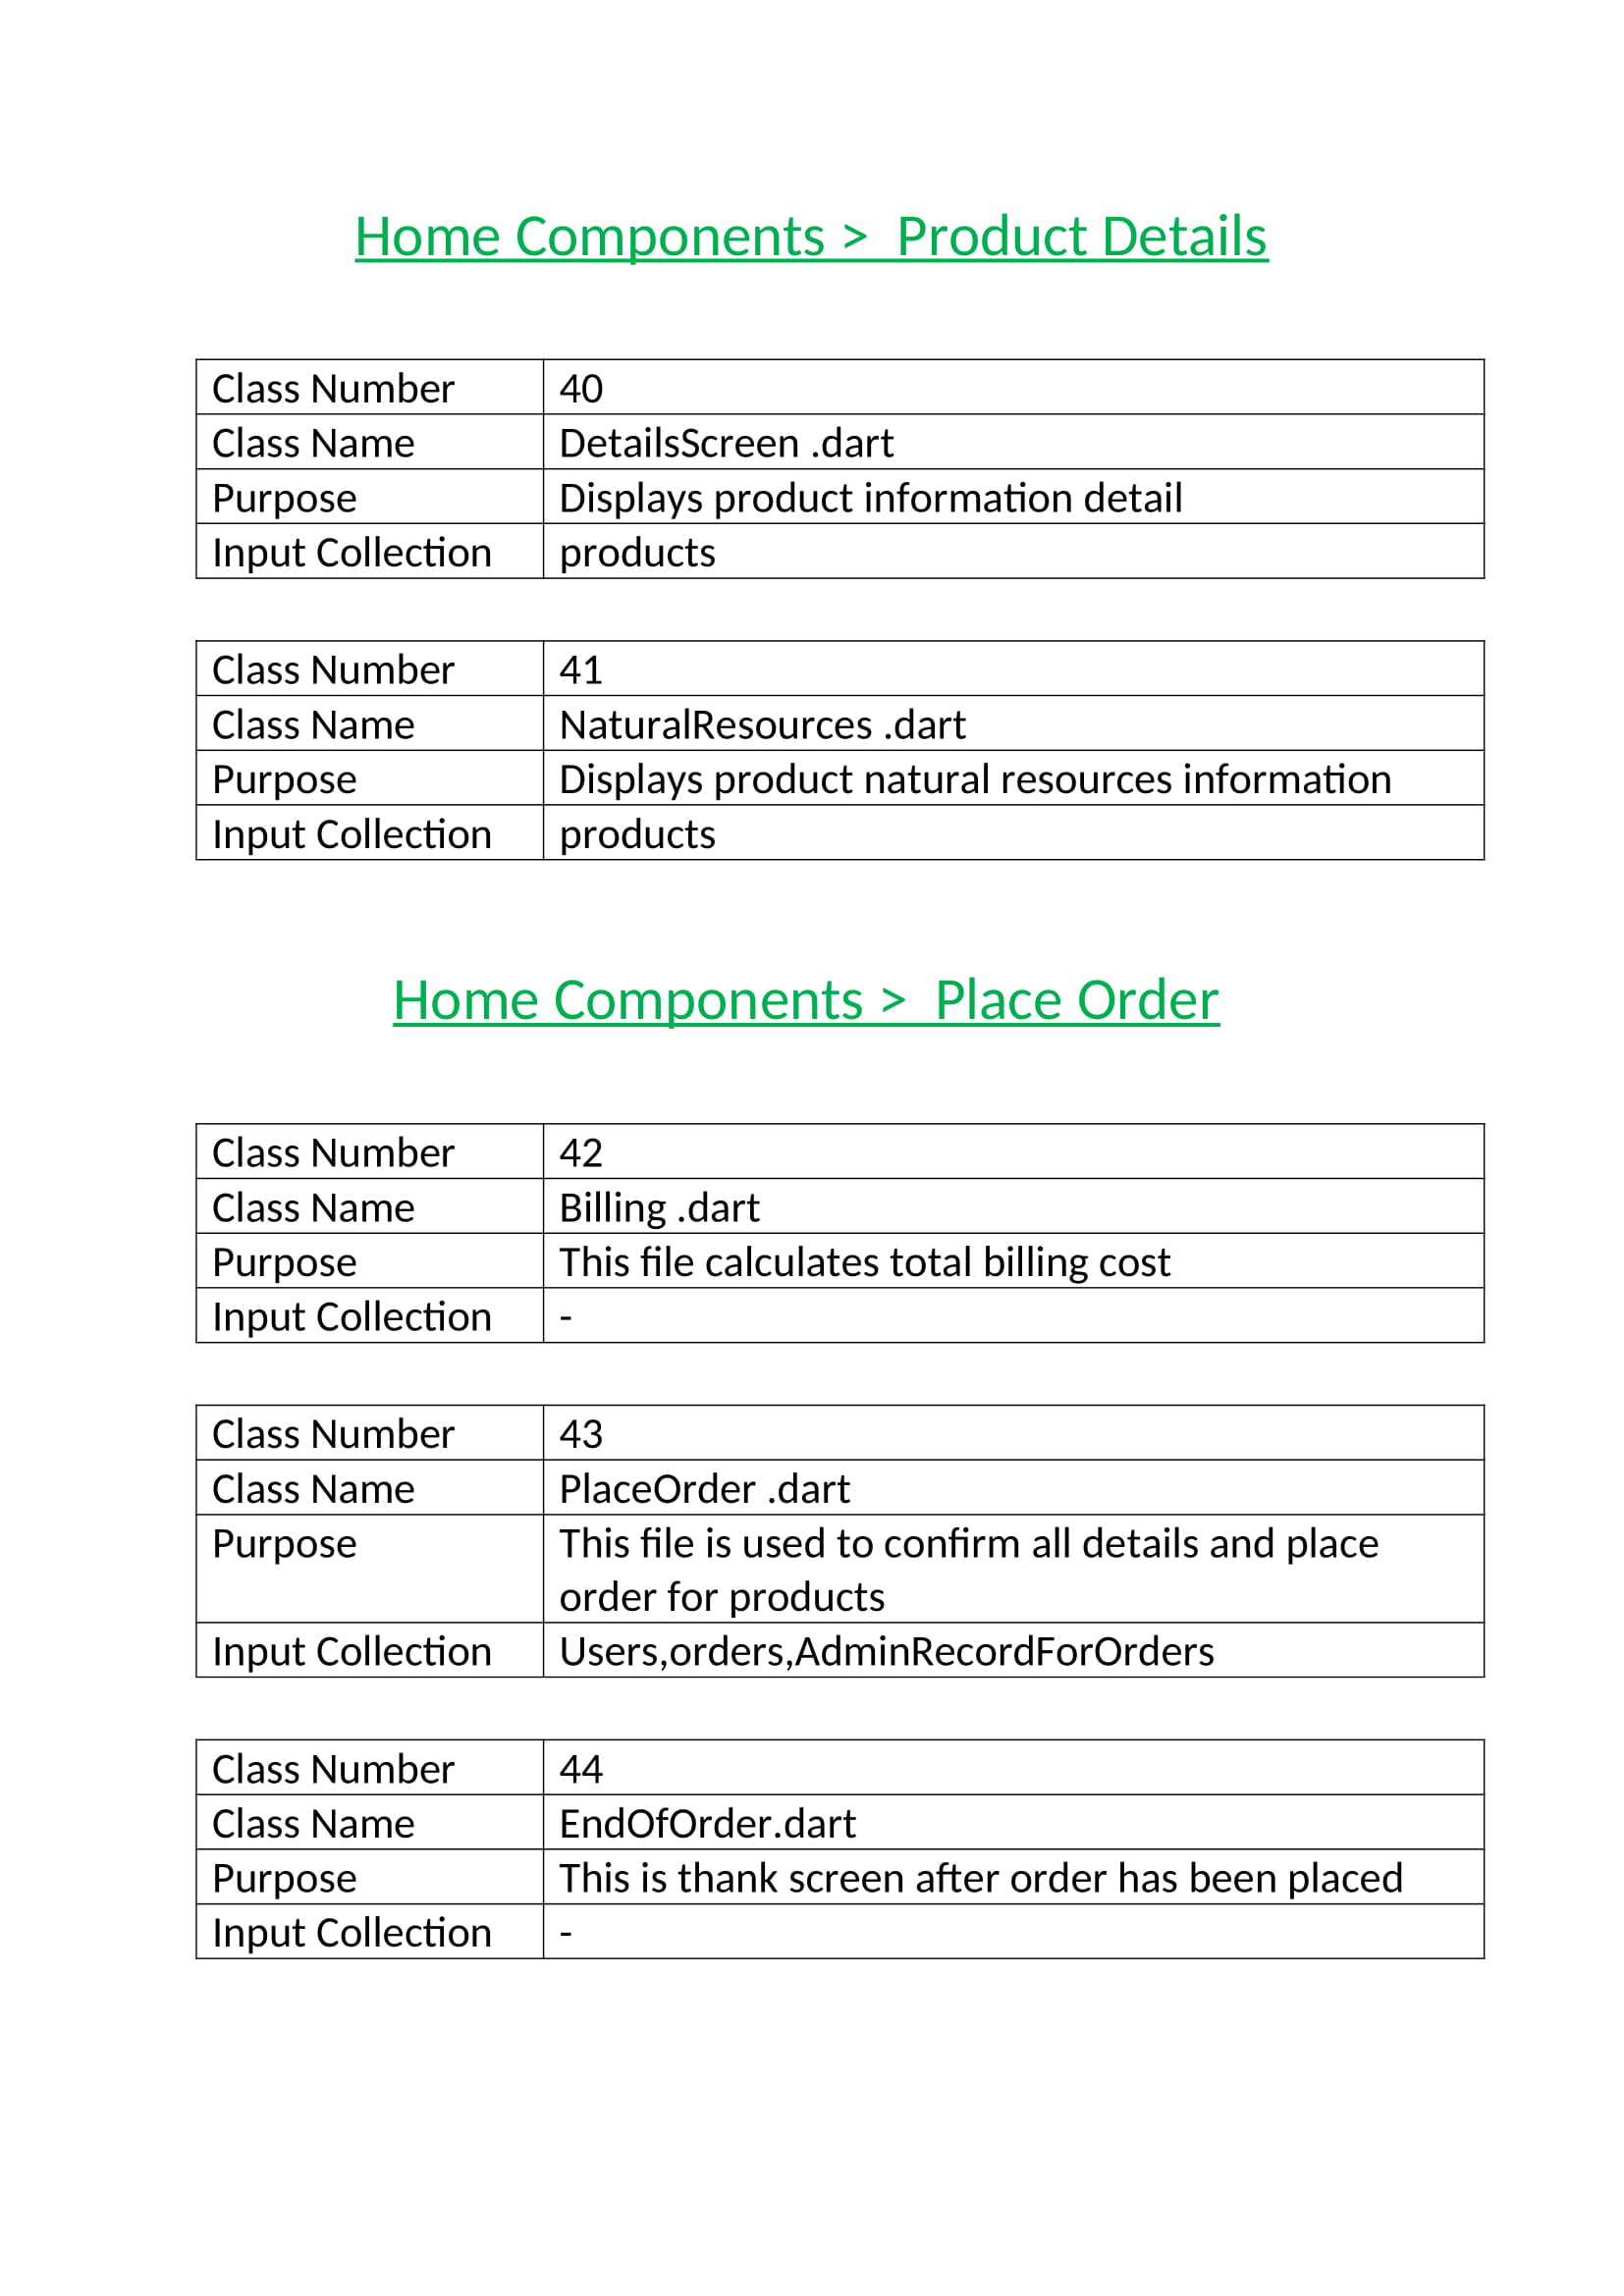 Home Components >  Product Details
Class Number 40
Class Name DetailsScreen .dart
Purpose Displays product information detail
Input Collection products
Class Number 41
Class Name NaturalResources .dart
Purpose Displays product natural resources information
Input Collection products
Home Components >  Place Order
Class Number 42
Class Name Billing .dart
Purpose This file calculates total billing cost
Input Collection -
Class Number 43
Class Name PlaceOrder .dart
Purpose This file is used to confirm all details and place
order for products
Input Collection Users,orders,AdminRecordForOrders
Class Number 44
Class Name EndOfOrder.dart
Purpose This is thank screen after order has been placed
Input Collection -